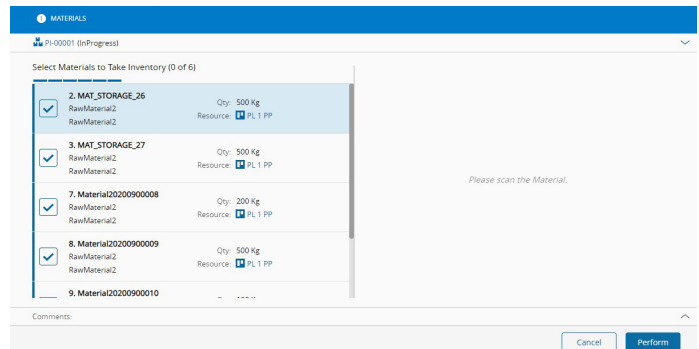 1 MATERIALS
PI-00001 (InProgress)
Select Materials to Take Inventory (0 of 6)
2. MAT_STORAGE_26
RawMaterial2
RawMaterial2
Qty: 500 Kg
Resource: PL 1 PP
3. MAT_STORAGE_27
RawMaterial2
RawMaterial2
Qty: 500 Kg
Resource: PL 1 PP
7. Material20200900008
RawMaterial2
RawMaterial2
Qty: 200 Kg
Resource: PL 1 PP
8. Material20200900009
RawMaterial2
RawMaterial2
Qty: 500 Kg
Resource: PL 1 PP
9. Material20200900010
Please scan the Material.
Comments:
Cancel
Perform